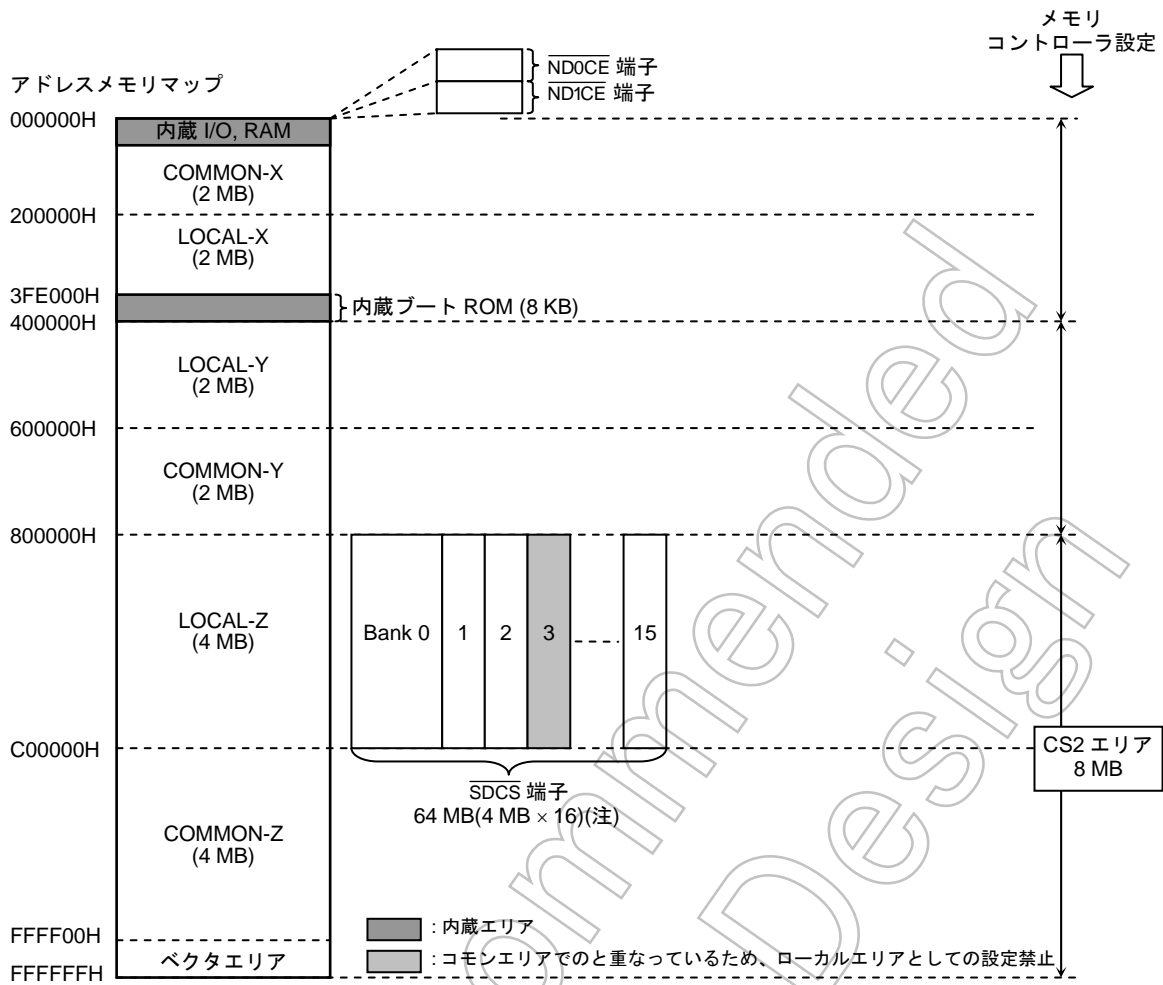 メモリ
コントローラ設定
アドレスメモリマップ
ND0CE 端子
ND1CE 端子
000000H
内蔵 I/O, RAM
COMMON-X
(2 MB)
200000H
LOCAL-X
(2 MB)
3FE000H
内蔵ブート ROM (8 KB)
400000H
LOCAL-Y
(2 MB)
600000H
COMMON-Y
(2 MB)
800000H
LOCAL-Z
(4 MB)
Bank 0
1
2
3
15
C00000H
CS2 エリア
8 MB
SDCS 端子
64 MB(4 MB × 16)(注)
COMMON-Z
(4 MB)
FFFF00H
ベクタエリア
FFFFFFH
: 内蔵エリア
: コモンエリアでのと重なっているため、ローカルエリアとしての設定禁止
ommended
Design